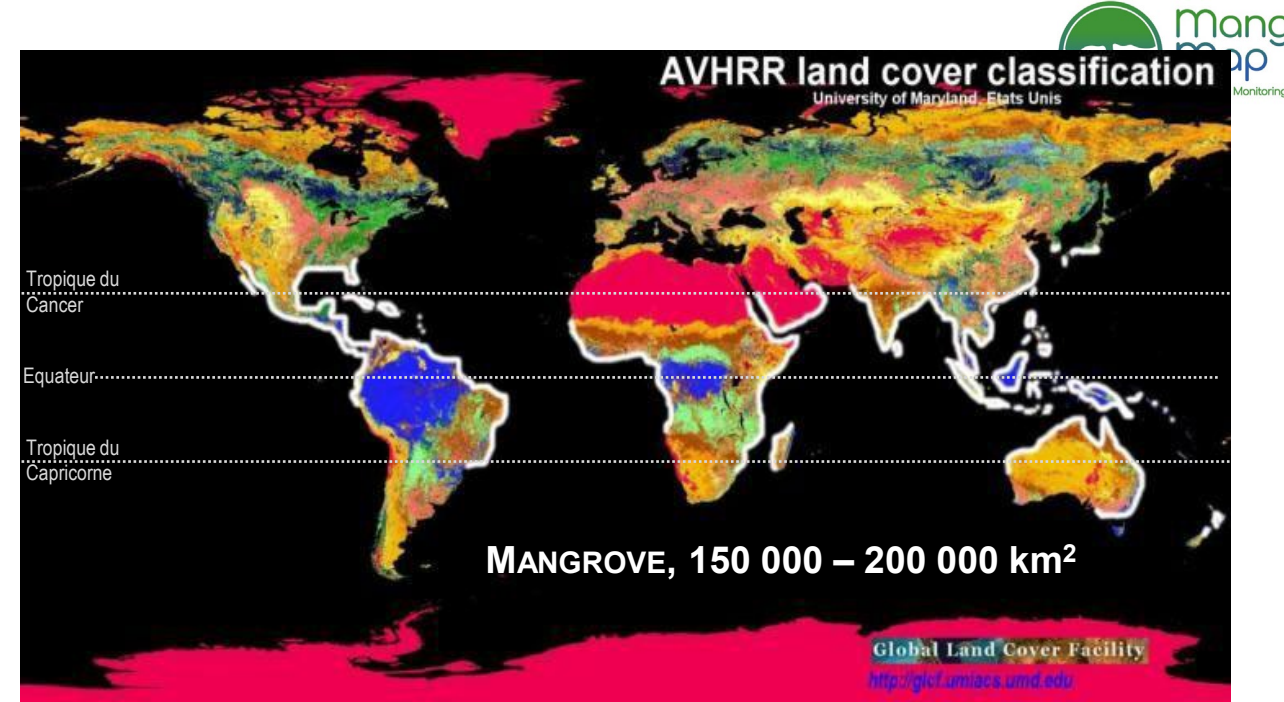 mang
map
Monitoring
AVHRR land cover classification
University of Maryland, Etats Unis
Tropique du
Cancer
Equateur
Tropique du
Capricorne
MANGROVE, 150 000 – 200 000 km²
Global Land Cover Facility
http://glcf.umiacs.umd.edu